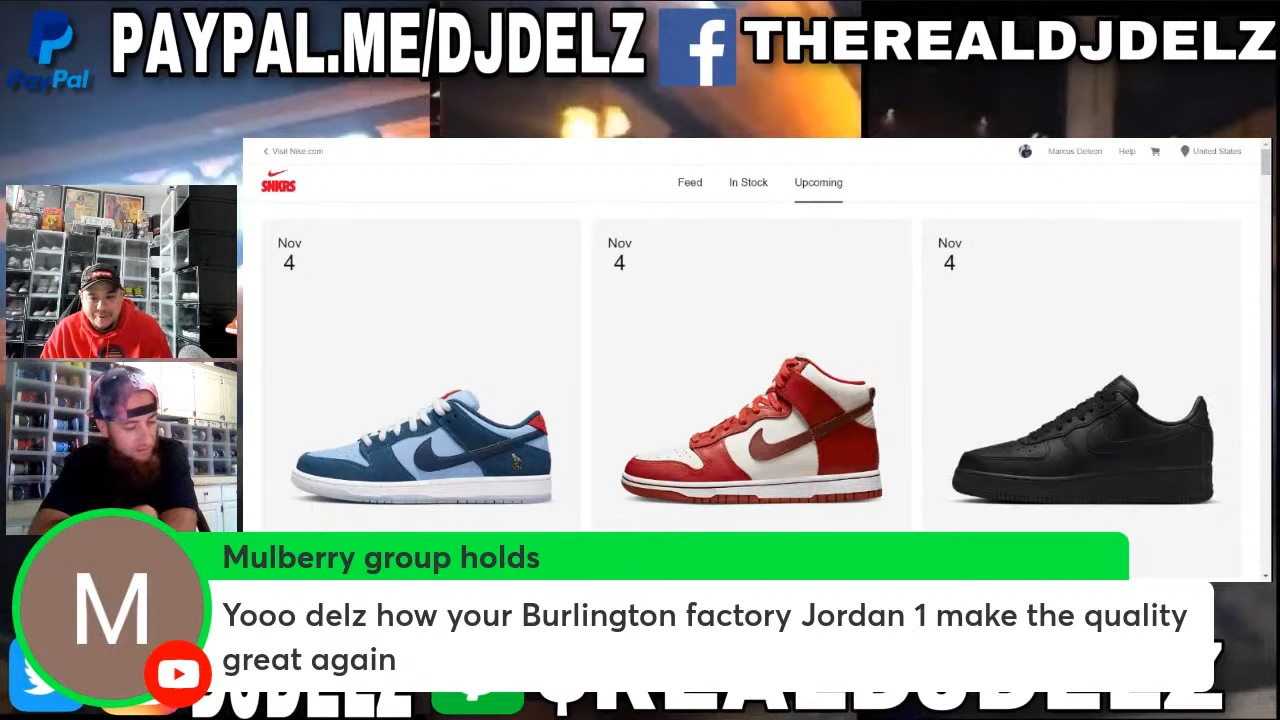 PAYPAL.ME/DJDELZ
THEREALDJDELZ
PayPal
Visit Nike.com
Marcus Deleon
Help
United States
SNKRS
Feed
In Stock
Upcoming
Nov
4
Nov
4
Nov
4
M
Mulberry group holds
Yooo delz how your Burlington factory Jordan 1 make the quality
great again
DJDELZ
$REALDJDELZ